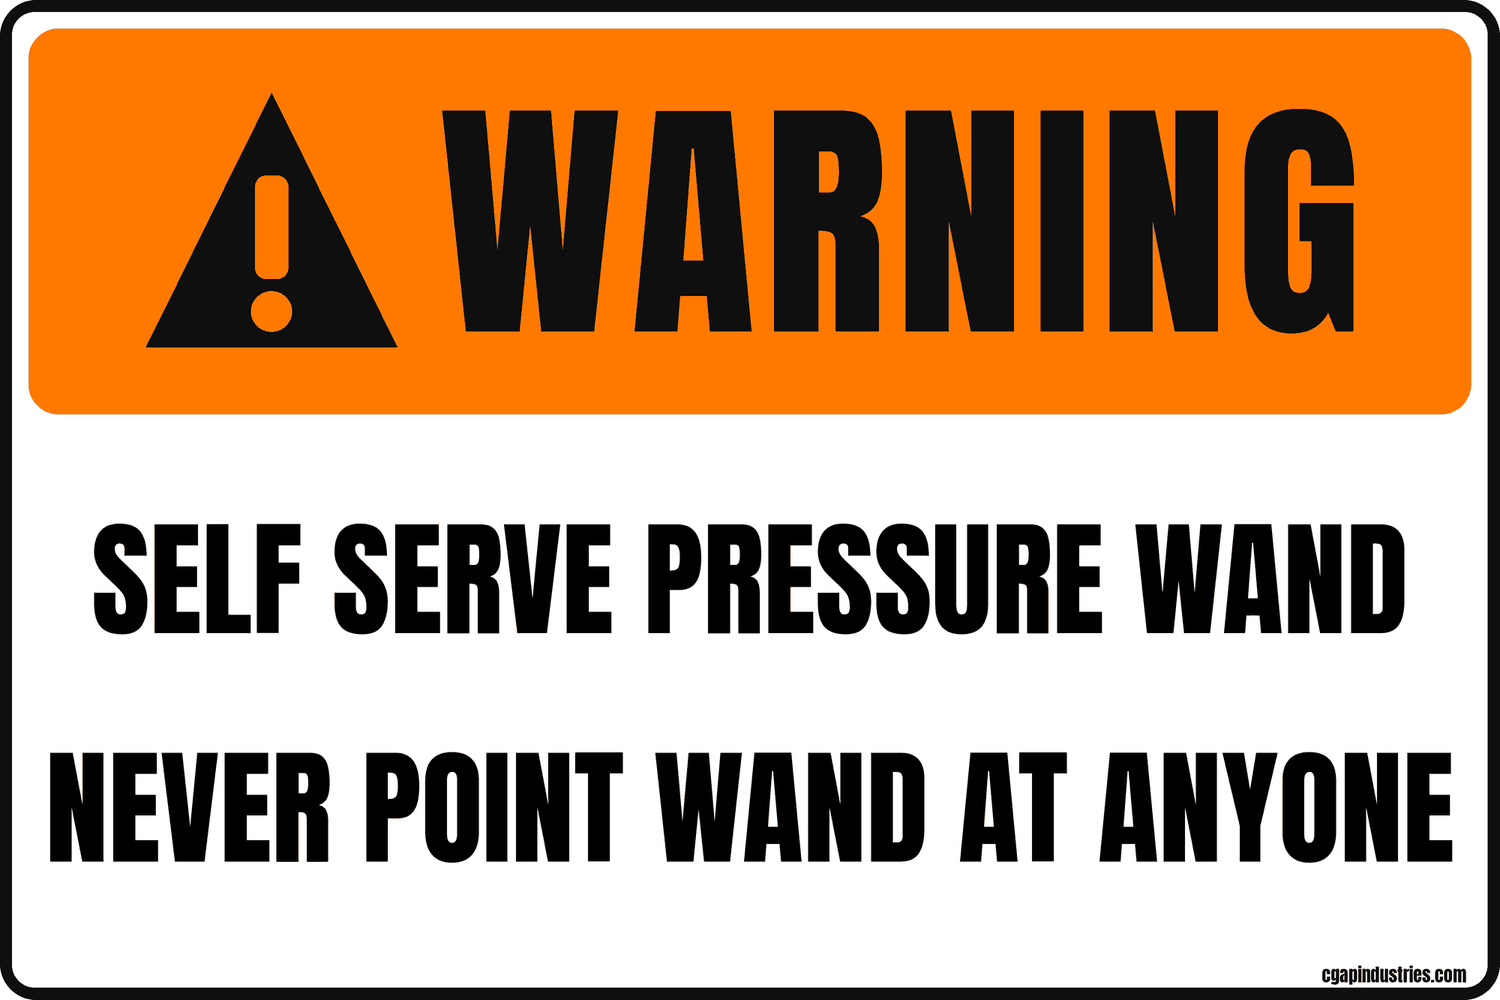 WARNING
SELF SERVE PRESSURE WAND
NEVER POINT WAND AT ANYONE
cgapindustries.com